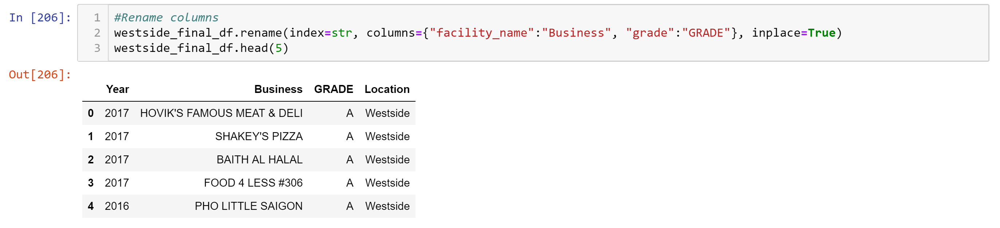 In [206]:
1 #Rename columns
2 westside_final_df.rename(index=str, columns={"facility_name":"Business", "grade":"GRADE"}, inplace=True)
3 westside_final_df.head(5)
Out[206]:
Year Business GRADE Location
0 2017 HOVIK'S FAMOUS MEAT & DELI A Westside
1 2017 SHAKEY'S PIZZA A Westside
2 2017 BAITH AL HALAL A Westside
3 2017 FOOD 4 LESS #306 A Westside
4 2016 PHO LITTLE SAIGON A Westside